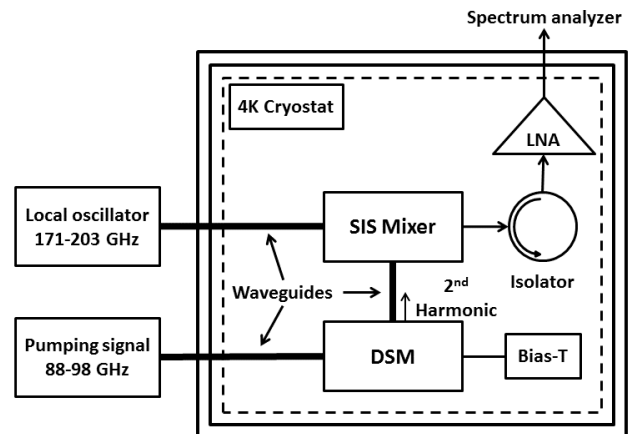 Spectrum analyzer
4K Cryostat
LNA
Local oscillator
171-203 GHz
SIS Mixer
Isolator
Waveguides
2nd
Harmonic
Pumping signal
88-98 GHz
DSM
Bias-T